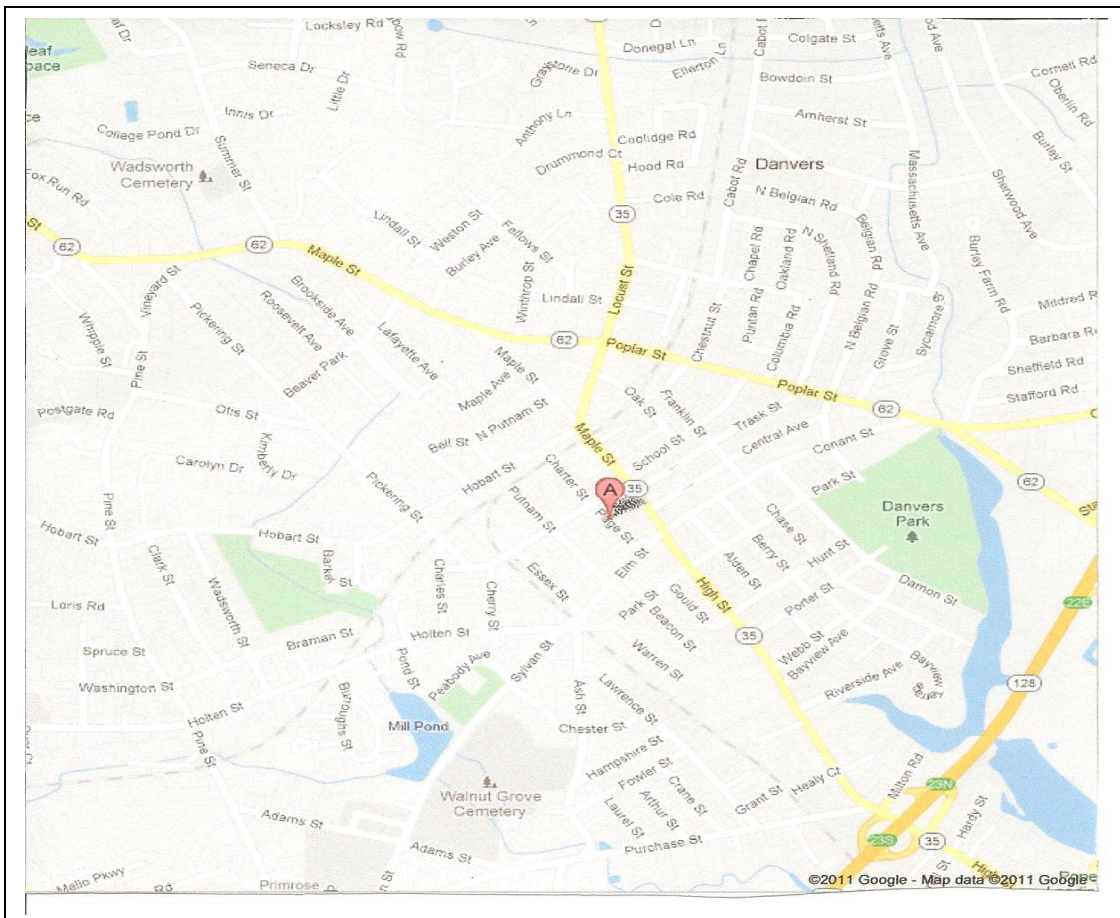 Locksley Rd
Donegal Ln
Cabot Rd
Colgate St
Seneca Dr
Little Dr
Graystone Dr
Ellerton Ln
Bowdoin St
Cornell Rd
Oberlin Rd
Innis Dr
Anthony Ln
Amherst St
College Pond Dr
Summer St
Coolidge Rd
Burley St
Wadsworth
Cemetery
Drummond Ct
Hood Rd
Danvers
Massachusetts Ave
Sherwood Ave
Fox Run Rd
Cole Rd
Cabot Rd
N Belgian Rd
35
Lindall St
Weston St
Fellows St
Burley Ave
Belgian Rd
N Shetland Rd
St
62
62
Maple St
Chapel Rd
Oakland Rd
Burley Farm Rd
Vineyard St
Brookside Ave
Winthrop St
Lindall St
Locust St
Puritan Rd
Columbia Rd
N Belgian Rd
Sycamore St
Mildred R
Whipple St
Pickering St
Roosevelt Ave
Lafayette Ave
62
Poplar St
Chestnut St
Grove St
Barbara R
Pine St
Beaver Park
Maple St
Maple Ave
Sheffield Rd
Poplar St
Stafford Rd
Postgate Rd
Otis St
Oak St
Franklin St
Trask St
62
N Putnam St
Bell St
Maple St
School St
Central Ave
Conant St
Kimberly Dr
Carolyn Dr
Hobart St
Charter St
A
35
Park St
62
Pickering St
Putnam St
Page St
Chase St
Danvers
Park
Pine St
Hobart St
Hobart St
Elm St
Berry St
Hunt St
Clark St
Essex St
Alden St
Damon St
Charles St
Cherry St
High St
Gould St
Porter St
22E
Loris Rd
Wadsworth St
Park St
Beacon St
35
Braman St
Holten St
Warren St
Webb St
Bayview Ave
Spruce St
Pond St
Peabody Ave
Sylvan St
Riverside Ave
128
Washington St
Burroughs St
Ash St
Lawrence St
Holten St
Mill Pond
Chester St
Pine St
Hampshire St
Healy Ct
Milton Rd
Fowler St
Crane St
Grant St
23N
Walnut Grove
Cemetery
Arthur St
Laurel St
Hardy St
Adams St
Adams St
Purchase St
23S
35
Primrose
High St
©2011 Google - Map data ©2011 Google